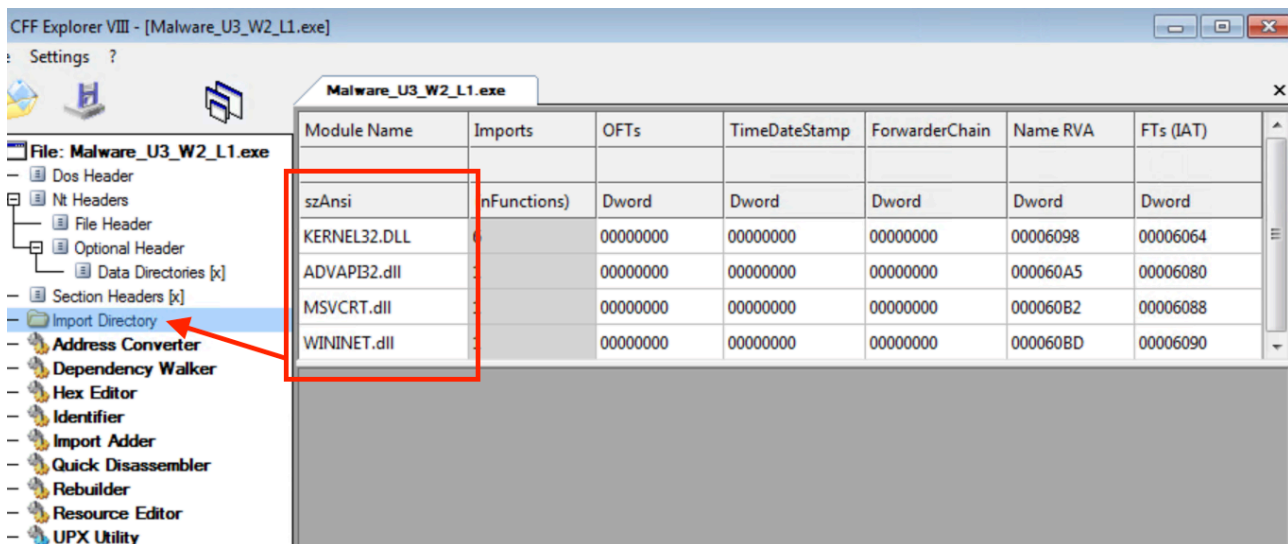 CFF Explorer VIII - [Malware_U3_W2_L1.exe]
Settings ?
Malware_U3_W2_L1.exe
File: Malware_U3_W2_L1.exe
Dos Header
Nt Headers
File Header
Optional Header
Data Directories [x]
Section Headers [x]
Import Directory
Address Converter
Dependency Walker
Hex Editor
Identifier
Import Adder
Quick Disassembler
Rebuilder
Resource Editor
UPX Utility
Module Name Imports OFTs TimeDateStamp ForwarderChain Name RVA FTs (IAT)
szAnsi nFunctions) Dword Dword Dword Dword Dword
KERNEL32.DLL 00000000 00000000 00000000 00006098 00006064
ADVAPI32.dll 00000000 00000000 00000000 000060A5 00006080
MSVCRT.dll 00000000 00000000 00000000 000060B2 00006088
WININET.dll 00000000 00000000 00000000 000060BD 00006090